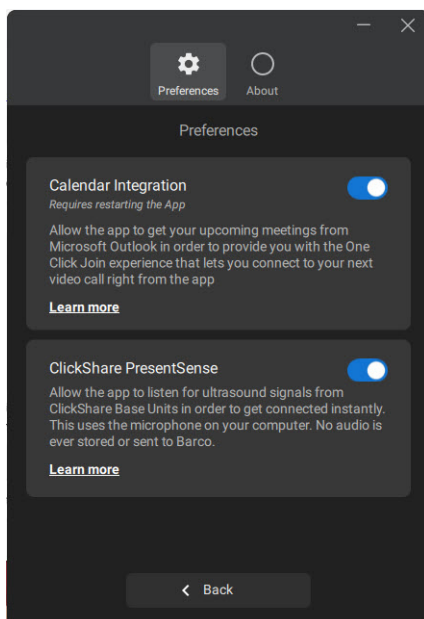 Preferences
About
Preferences
Calendar Integration
Requires restarting the App
Allow the app to get your upcoming meetings from
Microsoft Outlook in order to provide you with the One
Click Join experience that lets you connect to your next
video call right from the app
Learn more
ClickShare PresentSense
Allow the app to listen for ultrasound signals from
ClickShare Base Units in order to get connected instantly.
This uses the microphone on your computer. No audio is
ever stored or sent to Barco.
Learn more
Back